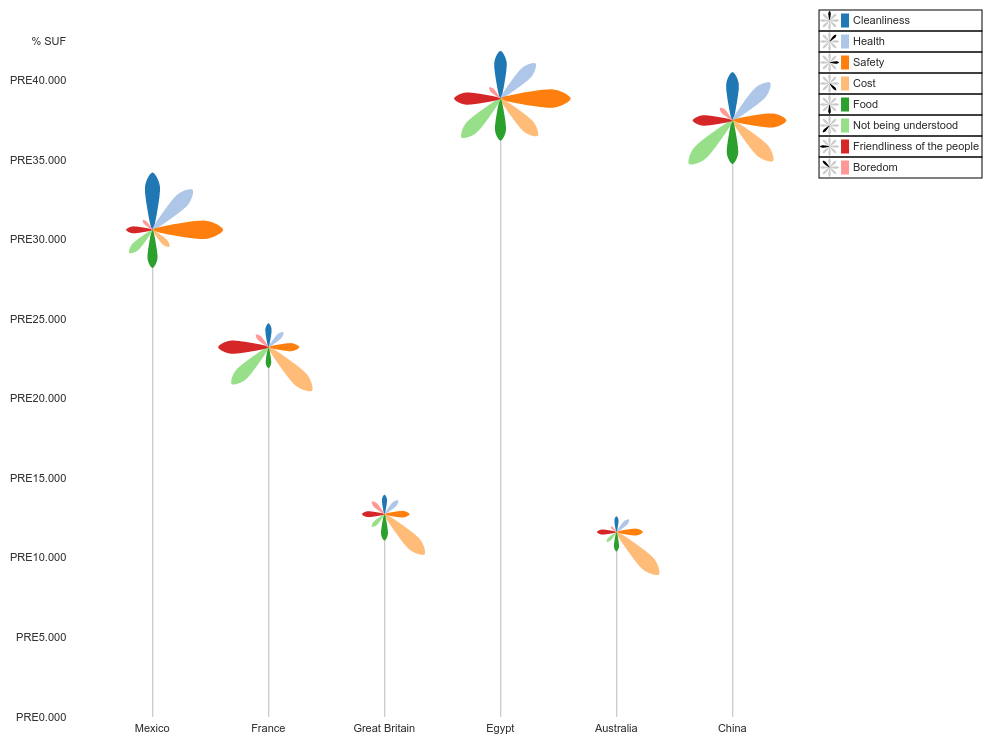 Cleanliness
Health
Safety
Cost
Food
Not being understood
Friendliness of the people
Boredom
% SUF
PRE40.000
PRE35.000
PRE30.000
PRE25.000
PRE20.000
PRE15.000
PRE10.000
PRE5.000
PRE0.000
Mexico France Great Britain Egypt Australia China